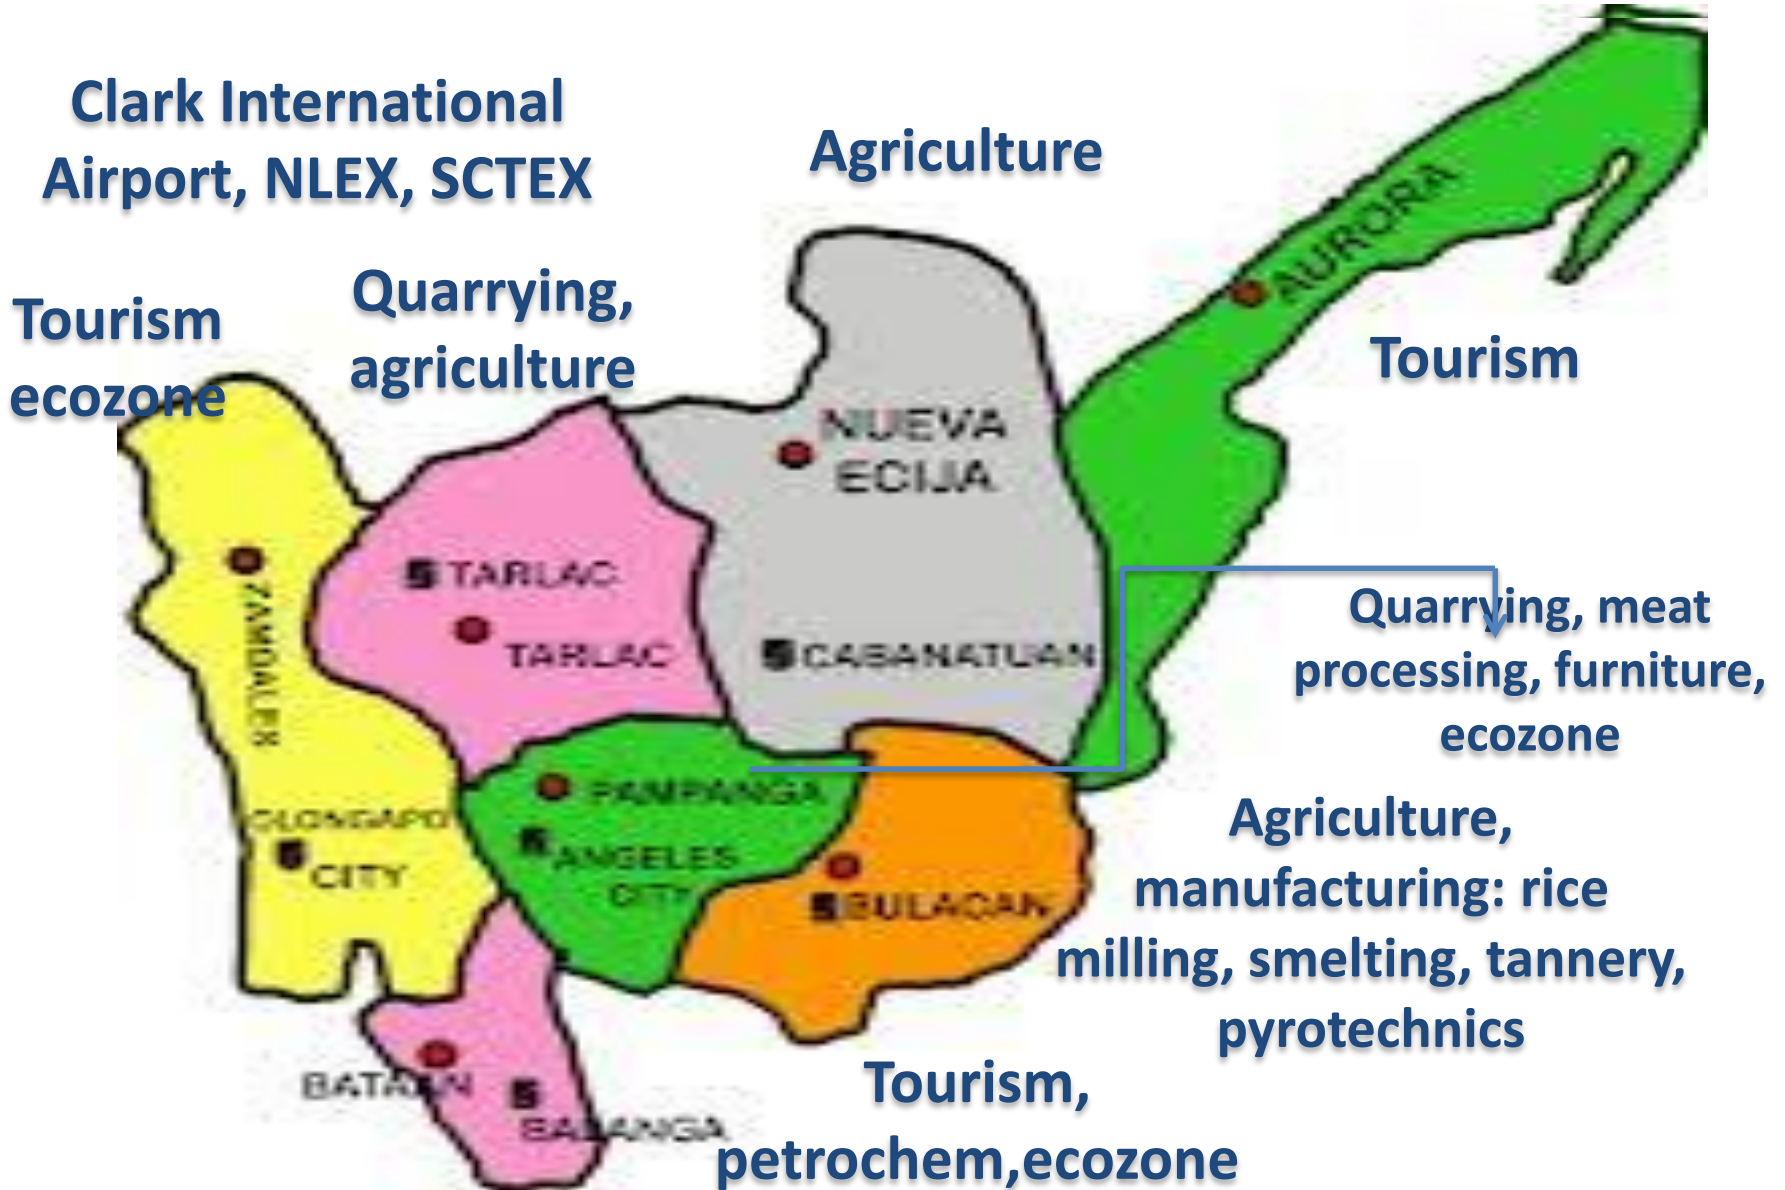 Clark International
Airport, NLEX, SCTEX
Agriculture
Tourism
ecozone
Quarrying,
agriculture
AURORA
Tourism
NUEVA
ECIJA
TARLAC
TARLAC
CABANATUAN
ZAMBALES
Quarrying, meat
processing, furniture,
ecozone
PAMPANGA
ANGELES
CITY
OLONGAPO
CITY
BULACAN
Agriculture,
manufacturing: rice
milling, smelting, tannery,
pyrotechnics
BATAAN
BALANGA
Tourism,
petrochem,ecozone